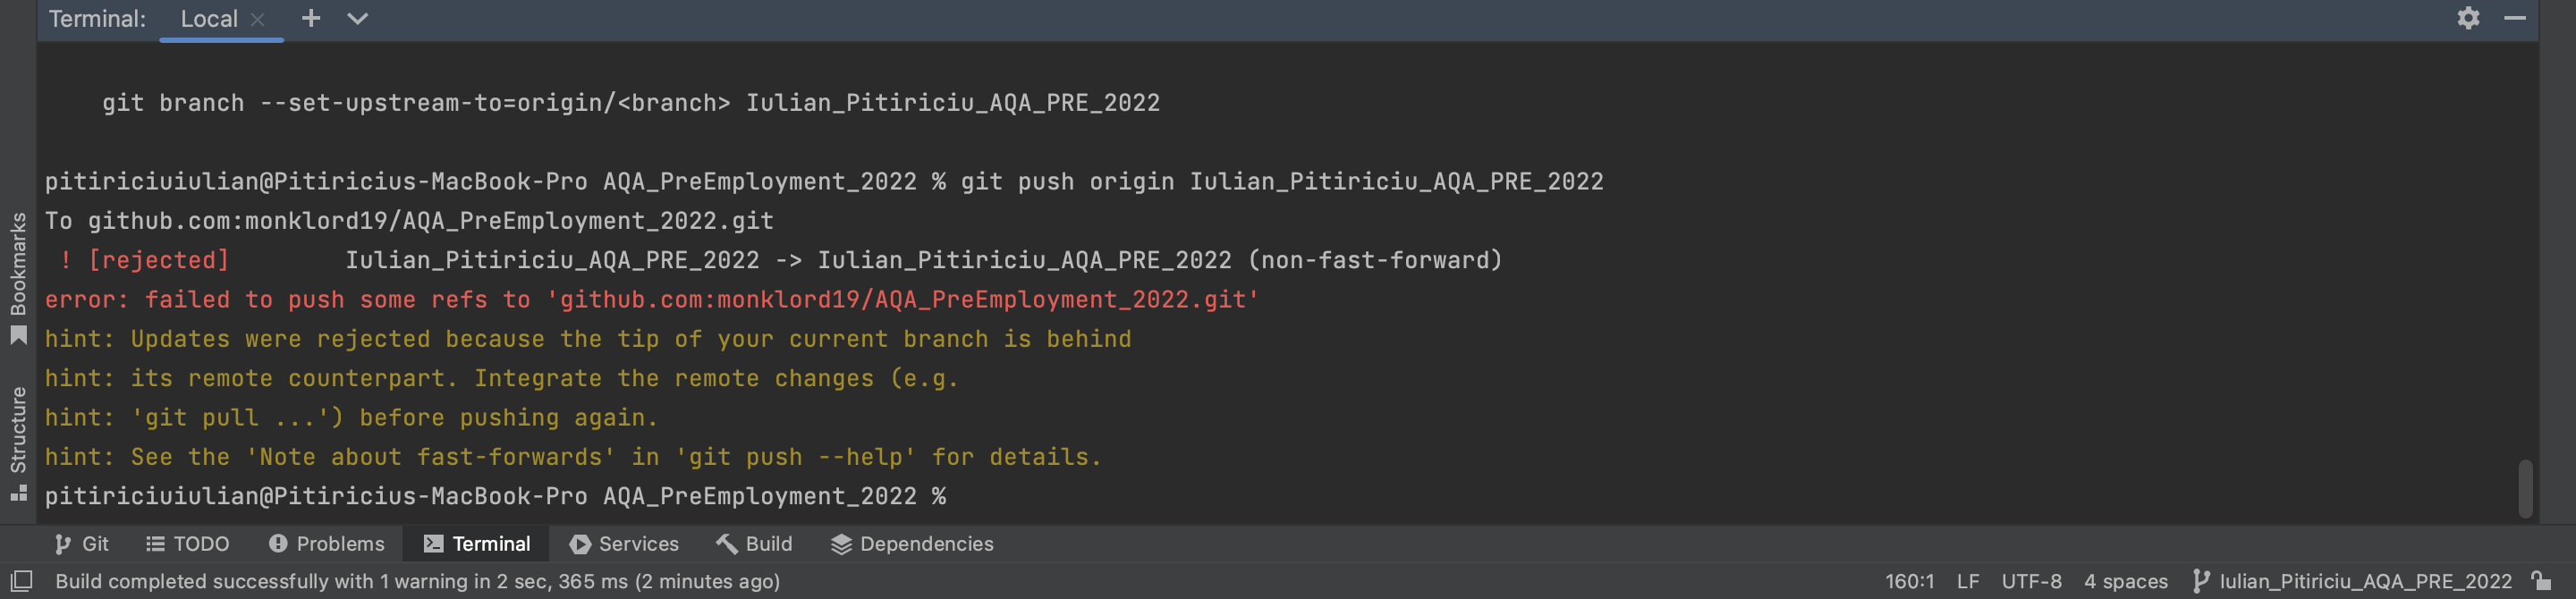 Terminal: Local
git branch --set-upstream-to=origin/<branch> Iulian_Pitiriciu_AQA_PRE_2022
pitiriciuiulian@Pitiricius-MacBook-Pro AQA_PreEmployment_2022 % git push origin Iulian_Pitiriciu_AQA_PRE_2022
To github.com:monklord19/AQA_PreEmployment_2022.git
! [rejected]        Iulian_Pitiriciu_AQA_PRE_2022 -> Iulian_Pitiriciu_AQA_PRE_2022 (non-fast-forward)
error: failed to push some refs to 'github.com:monklord19/AQA_PreEmployment_2022.git'
hint: Updates were rejected because the tip of your current branch is behind
hint: its remote counterpart. Integrate the remote changes (e.g.
hint: 'git pull ...') before pushing again.
hint: See the 'Note about fast-forwards' in 'git push --help' for details.
pitiriciuiulian@Pitiricius-MacBook-Pro AQA_PreEmployment_2022 %
Bookmarks
Structure
Git TODO Problems Terminal Services Build Dependencies
Build completed successfully with 1 warning in 2 sec, 365 ms (2 minutes ago) 160:1 LF UTF-8 4 spaces Iulian_Pitiriciu_AQA_PRE_2022